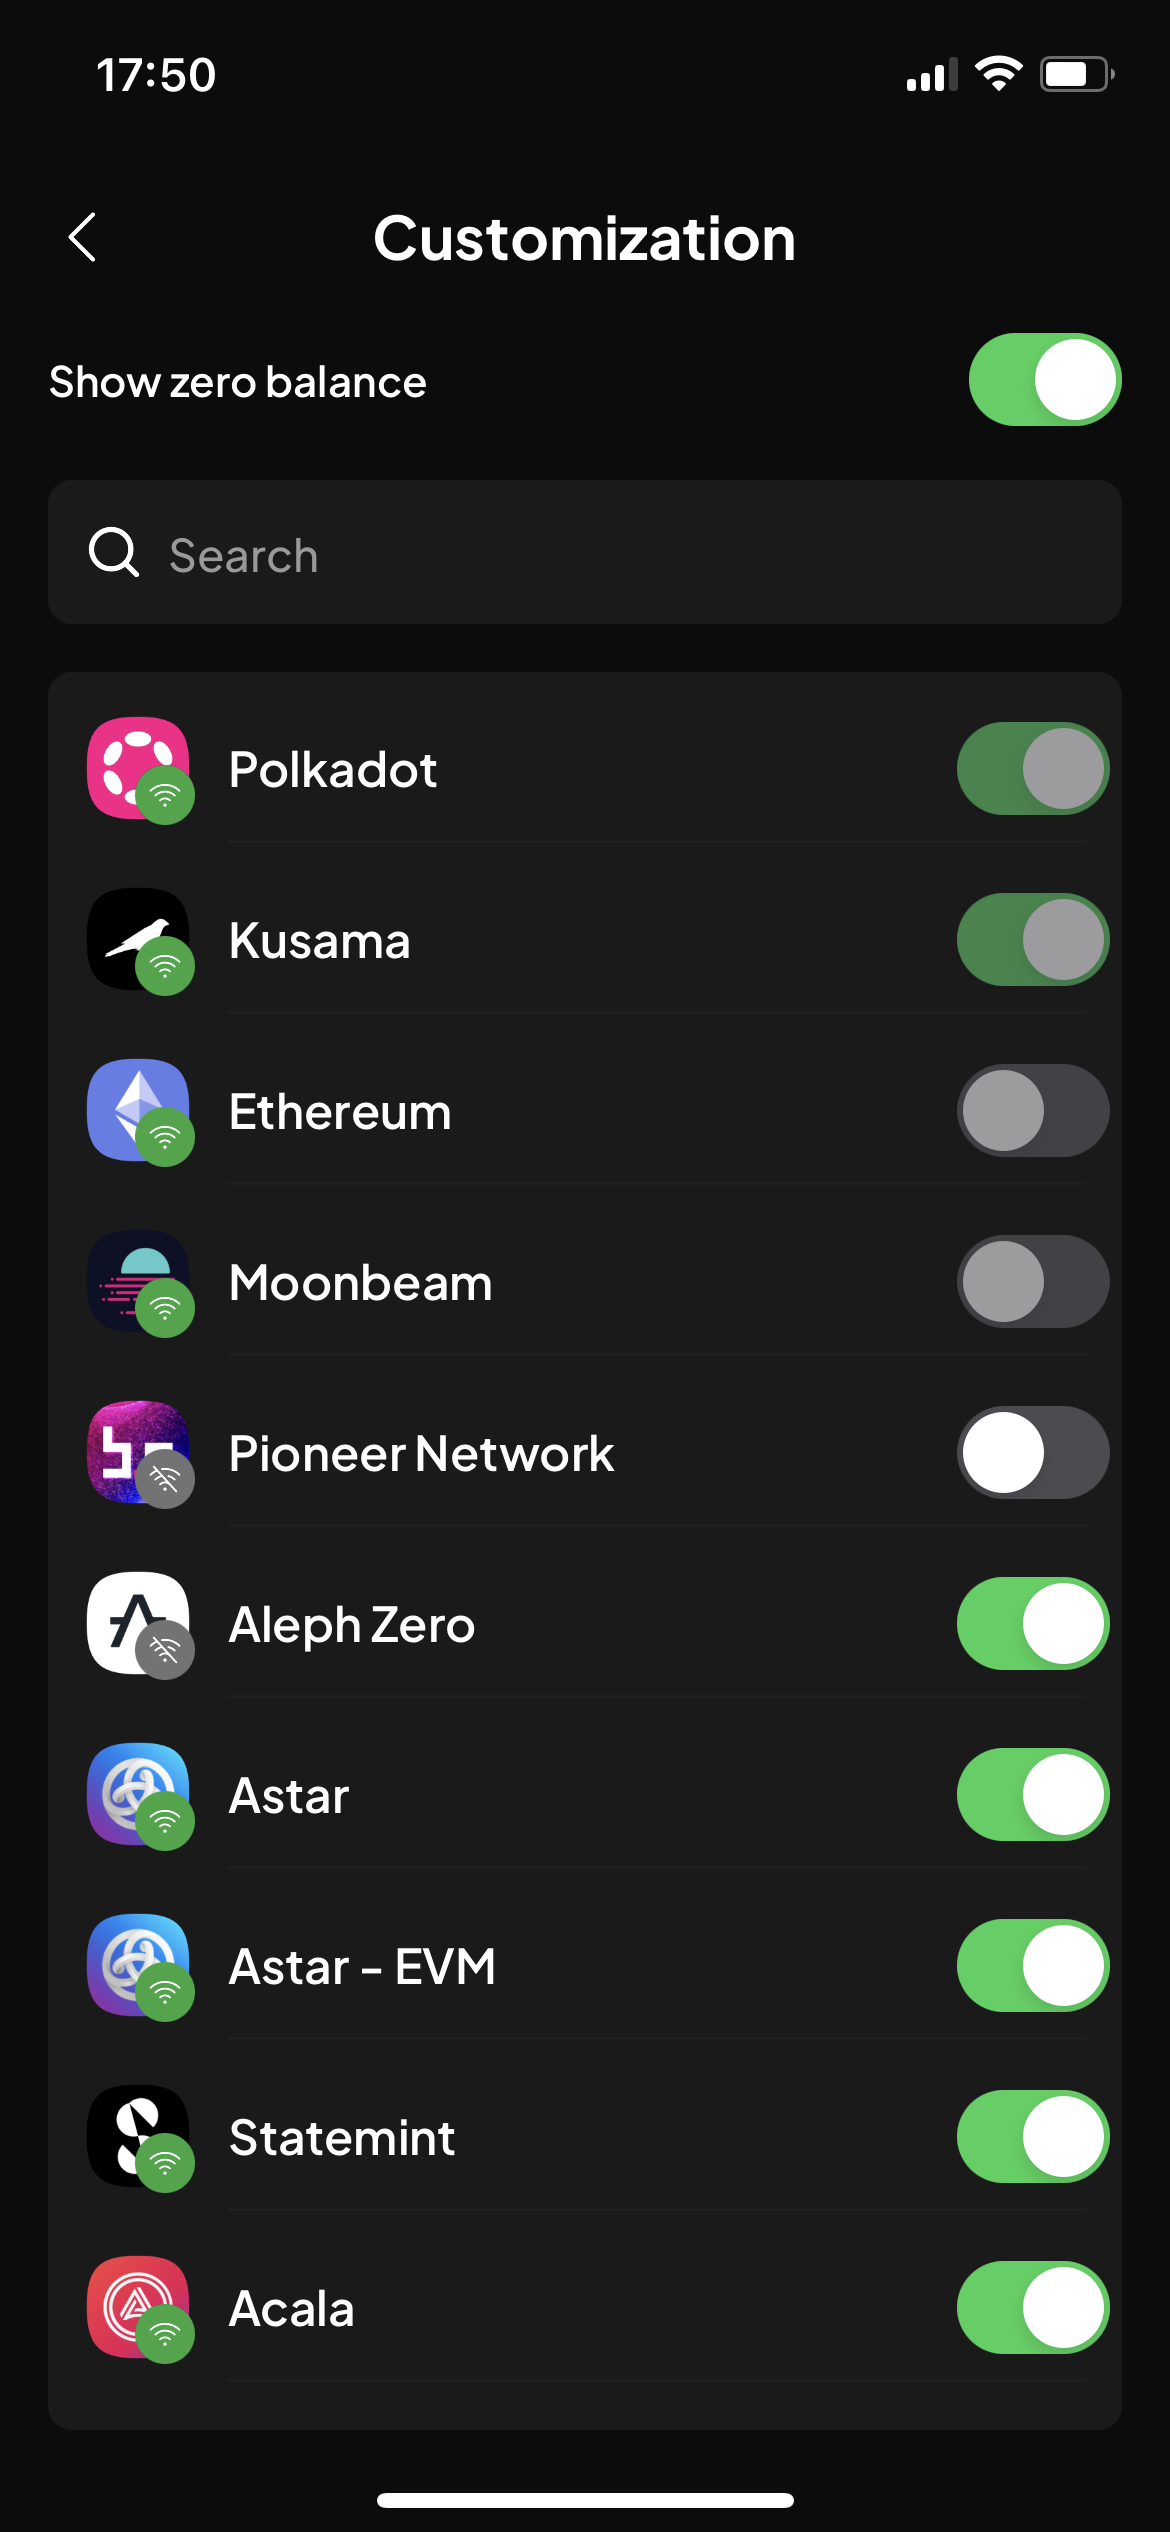 17:50
Customization
Show zero balance
Search
Polkadot
Kusama
Ethereum
Moonbeam
Pioneer Network
Aleph Zero
Astar
Astar - EVM
Statemint
Acala